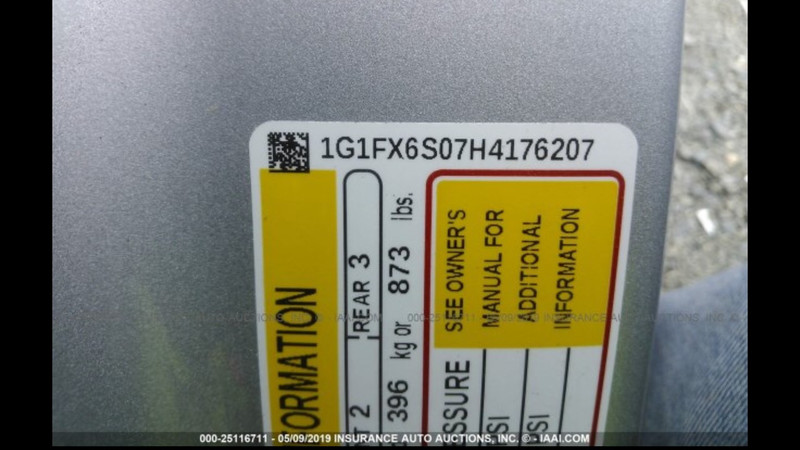 1G1FX6S07H4176207
ORMATION
T 2 REAR 3
396 kg or 873 lbs.
SSURE
SEE OWNER'S
MANUAL FOR
ADDITIONAL
INFORMATION
SI
SI
000-25116711 - 05/09/2019 INSURANCE AUTO AUCTIONS, INC. © - IAAI.COM